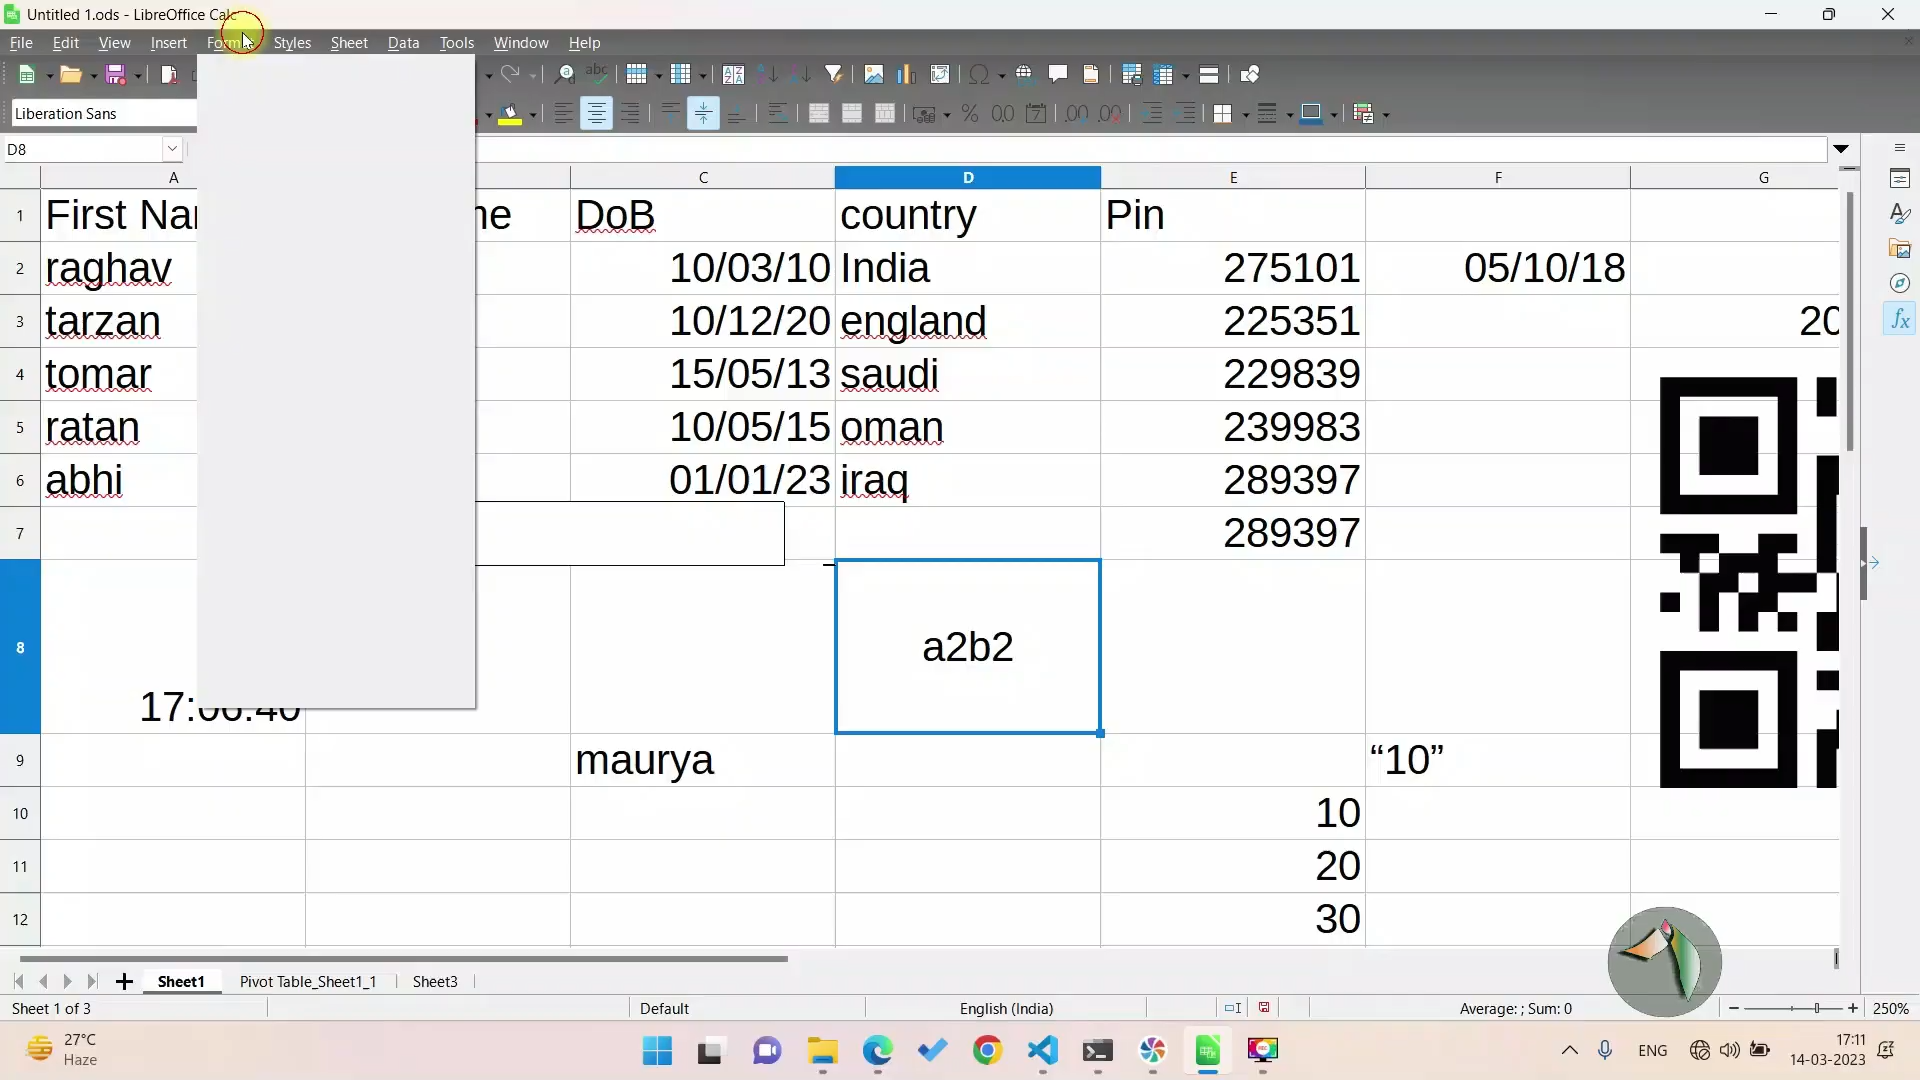 Untitled 1.ods - LibreOffice Calc
File Edit View Insert Styles Sheet Data Tools Window Help
Liberation Sans
D8
A C D E F G
1 DoB country Pin
2 raghav 10/03/10 India 275101 05/10/18
3 tarzan 10/12/20 england 225351
4 tomar 15/05/13 saudi 229839
5 ratan 10/05/15 oman 239983
6 abhi 01/01/23 iraq 289397
7 289397
8 a2b2
17:06:40
9 maurya “10”
10 10
11 20
12 30
Sheet1 Pivot Table_Sheet1_1 Sheet3
Sheet 1 of 3 Default English (India) Average: ; Sum: 0 250%
27°C
Haze
ENG
17:11
14-03-2023